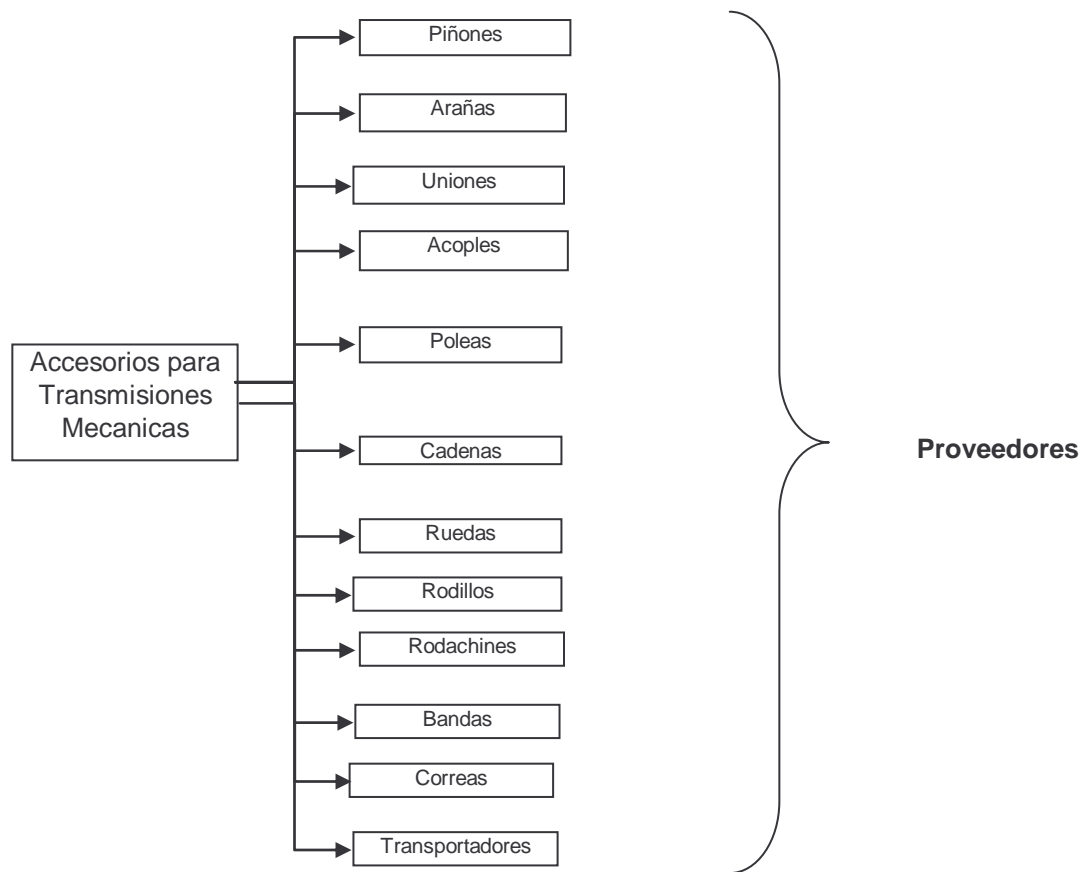 Piñones
Arañas
Uniones
Acoples
Poleas
Accesorios para
Transmisiones
Mecanicas
Cadenas
Proveedores
Ruedas
Rodillos
Rodachines
Bandas
Correas
Transportadores